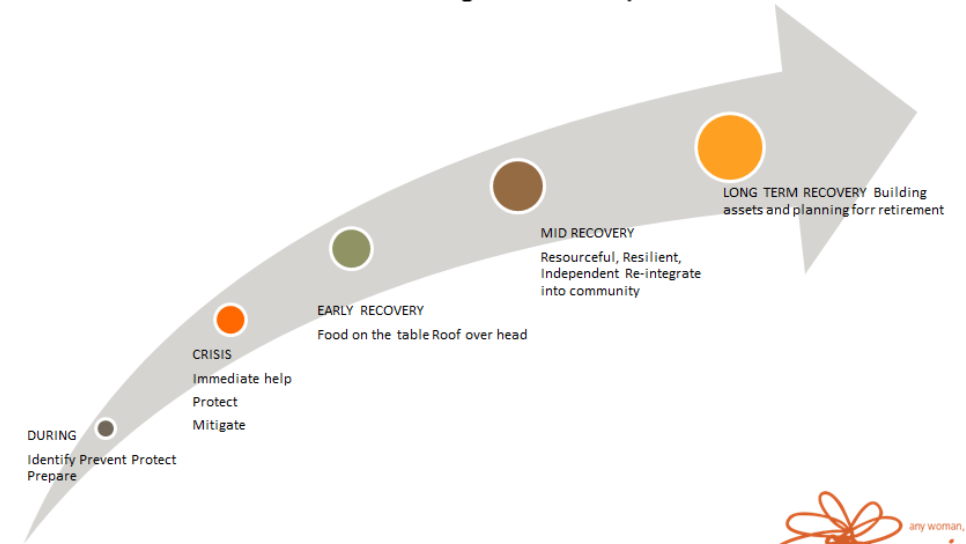 DURING
Identify Prevent Protect
Prepare
CRISIS
Immediate help
Protect
Mitigate
EARLY RECOVERY
Food on the table Roof over head
MID RECOVERY
Resourceful, Resilient,
Independent Re-integrate
into community
LONG TERM RECOVERY Building
assets and planning forr retirement
any woman,